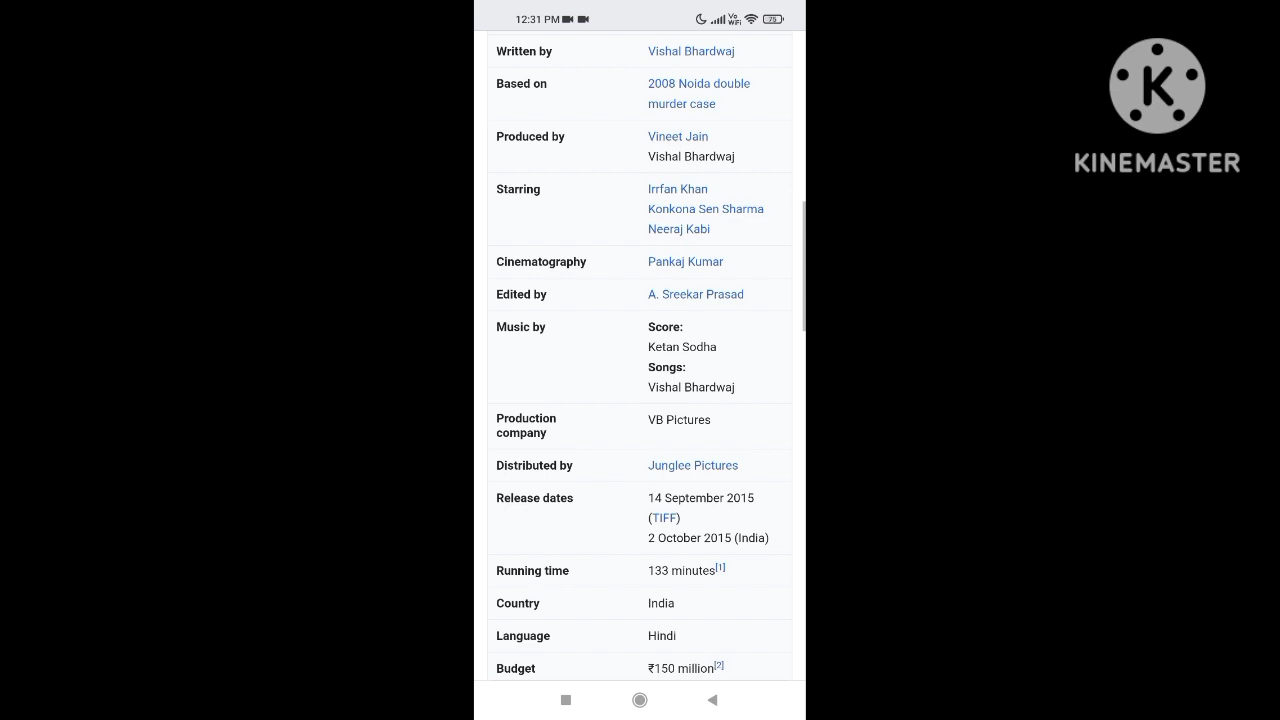 12:31 PM
Vo
WiFi
75
Written by
Vishal Bhardwaj
Based on
2008 Noida double
murder case
Produced by
Vineet Jain
Vishal Bhardwaj
Starring
Irrfan Khan
Konkona Sen Sharma
Neeraj Kabi
Cinematography
Pankaj Kumar
Edited by
A. Sreekar Prasad
Music by
Score:
Ketan Sodha
Songs:
Vishal Bhardwaj
Production
company
VB Pictures
Distributed by
Junglee Pictures
Release dates
14 September 2015
(TIFF)
2 October 2015 (India)
Running time
133 minutes[1]
Country
India
Language
Hindi
Budget
₹150 million[2]
K
KINEMASTER